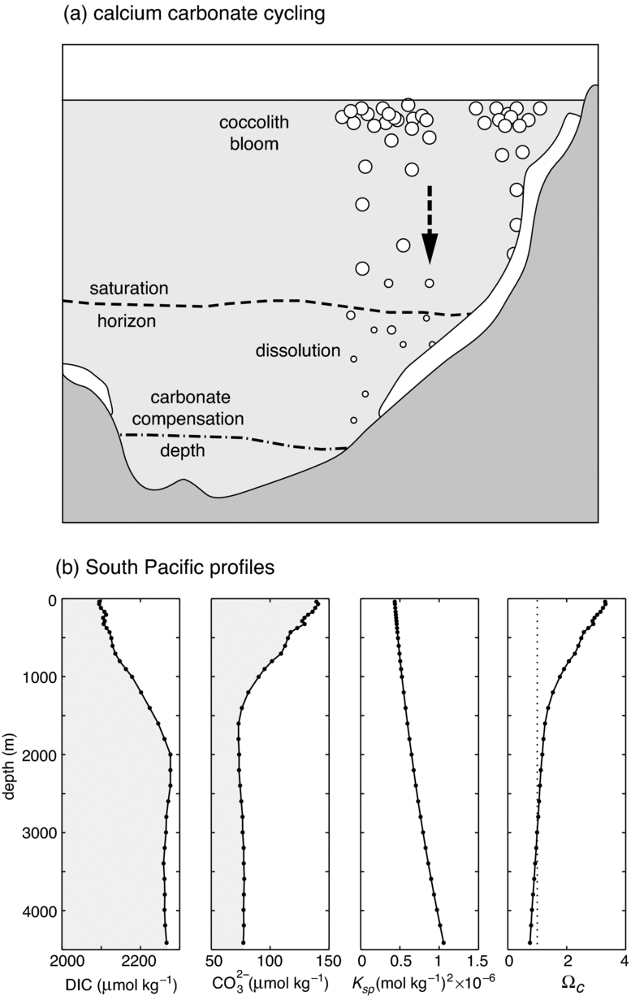 (a) calcium carbonate cycling
coccolith
bloom
saturation
horizon
dissolution
carbonate
compensation
depth
(b) South Pacific profiles
0
1000
2000
3000
4000
depth (m)
2000 2200
DIC (μmol kg⁻¹)
50 100 150
CO₃²⁻(μmol kg⁻¹)
0 0.5 1 1.5
Kₛₚ(mol kg⁻¹)²×10⁻⁶
0 2 4
Ω_C